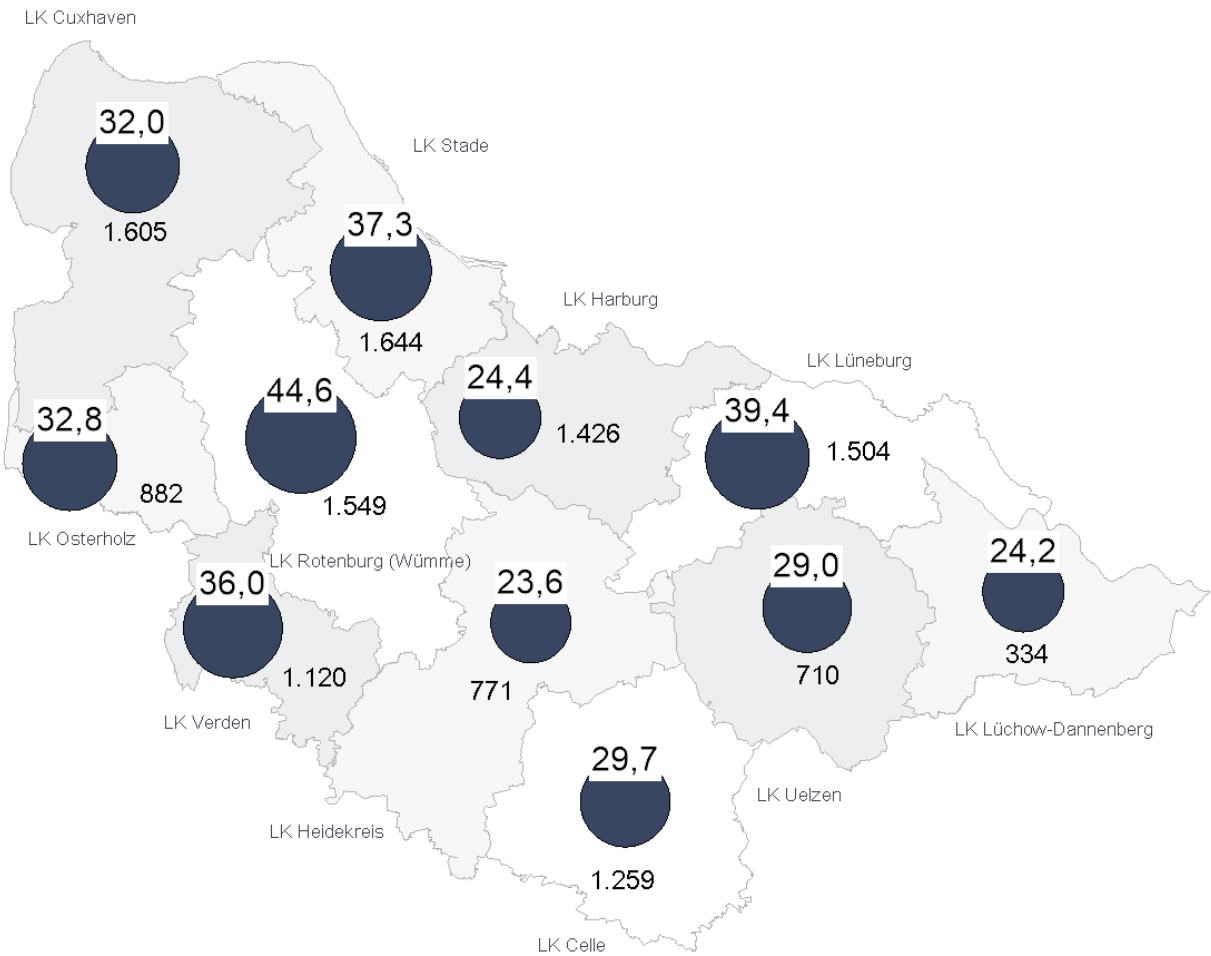 LK Cuxhaven
32,0
1.605
LK Stade
37,3
1.644
LK Harburg
24,4
1.426
LK Lüneburg
39,4
1.504
44,6
1.549
LK Rotenburg (Wümme)
32,8
882
LK Osterholz
36,0
1.120
LK Verden
23,6
771
LK Heidekreis
29,0
710
LK Uelzen
24,2
334
LK Lüchow-Dannenberg
29,7
1.259
LK Celle